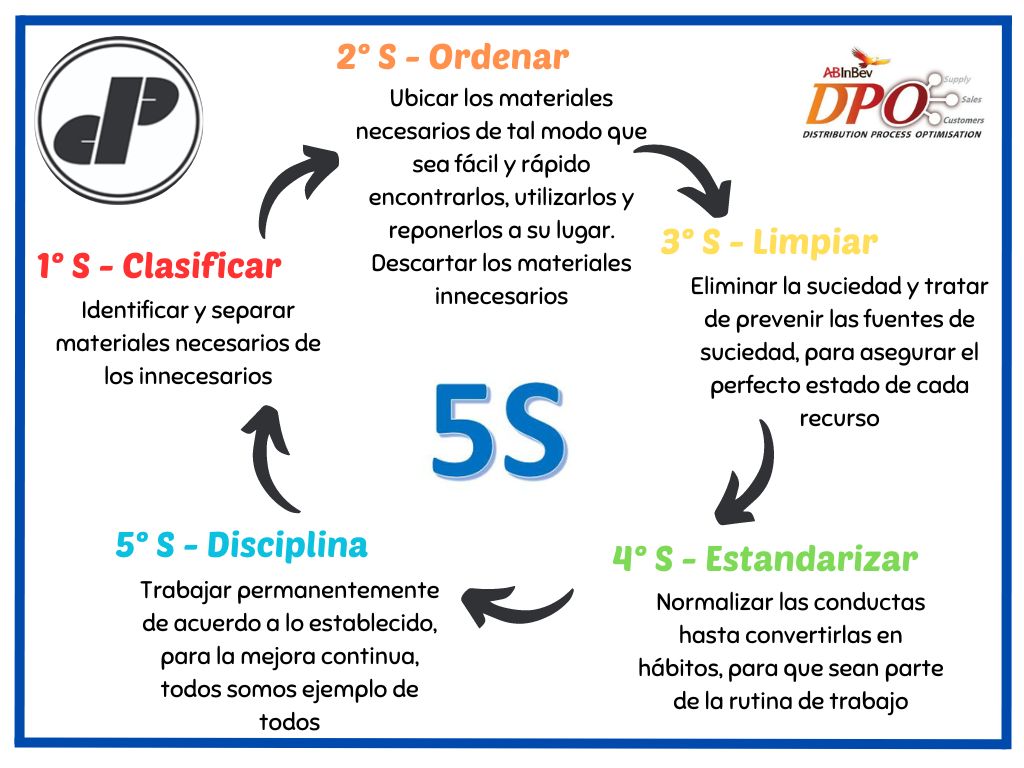 2° S - Ordenar
Ubicar los materiales
necesarios de tal modo que
sea fácil y rápido
encontrarlos, utilizarlos y
reponerlos a su lugar.
Descartar los materiales
innecesarios
ABInBev
DPO
Supply
Sales
Customers
DISTRIBUTION PROCESS OPTIMISATION
3° S - Limpiar
Eliminar la suciedad y tratar
de prevenir las fuentes de
suciedad, para asegurar el
perfecto estado de cada
recurso
1° S - Clasificar
Identificar y separar
materiales necesarios de
los innecesarios
5S
5° S - Disciplina
Trabajar permanentemente
de acuerdo a lo establecido,
para la mejora continua,
todos somos ejemplo de
todos
4° S - Estandarizar
Normalizar las conductas
hasta convertirlas en
hábitos, para que sean parte
de la rutina de trabajo